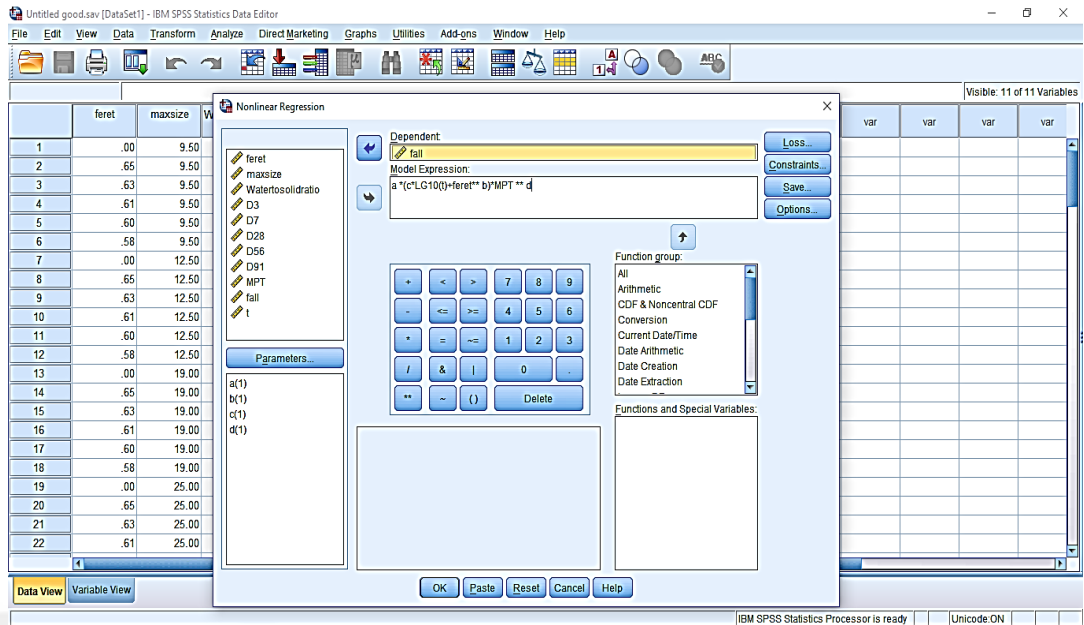 Untitled good.sav [DataSet1] - IBM SPSS Statistics Data Editor
File Edit View Data Transform Analyze Direct Marketing Graphs Utilities Add-ons Window Help
Visible: 11 of 11 Variables
feret maxsize W var var var var
1 .00 9.50
2 .65 9.50
3 .63 9.50
4 .61 9.50
5 .60 9.50
6 .58 9.50
7 .00 12.50
8 .65 12.50
9 .63 12.50
10 .61 12.50
11 .60 12.50
12 .58 12.50
13 .00 19.00
14 .65 19.00
15 .63 19.00
16 .61 19.00
17 .60 19.00
18 .58 19.00
19 .00 25.00
20 .65 25.00
21 .63 25.00
22 .61 25.00
Nonlinear Regression
feret
maxsize
Watertosolidratio
D3
D7
D28
D56
D91
MPT
fall
t
Parameters...
a(1)
b(1)
c(1)
d(1)
Dependent
fall
Model Expression:
a *(c*LG10(t)+feret** b)*MPT ** d
Loss...
Constraints...
Save...
Options...
+ < > 7 8 9
- <= >= 4 5 6
* = ~= 1 2 3
/ & | 0 .
** ~ ( ) Delete
Function group:
All
Arithmetic
CDF & Noncentral CDF
Conversion
Current Date/Time
Date Arithmetic
Date Creation
Date Extraction
Functions and Special Variables:
OK Paste Reset Cancel Help
Data View Variable View
IBM SPSS Statistics Processor is ready Unicode:ON